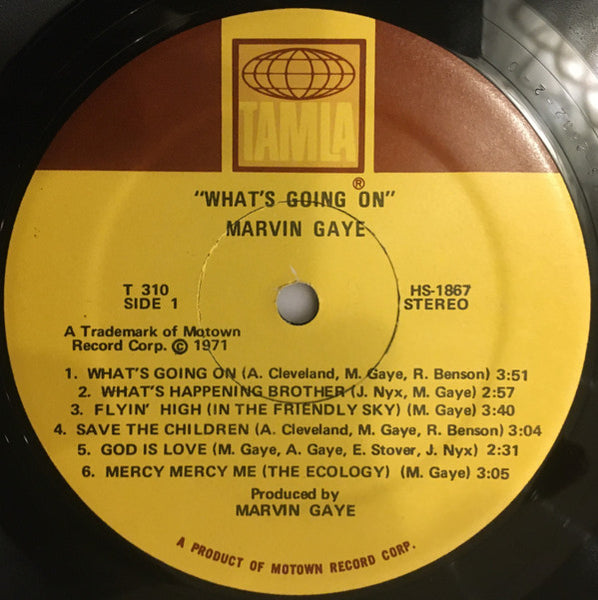 TAMLA
®
"WHAT'S GOING ON"
MARVIN GAYE
T 310
SIDE 1
HS-1867
STEREO
A Trademark of Motown
Record Corp. © 1971
1. WHAT'S GOING ON (A. Cleveland, M. Gaye, R. Benson) 3:51
2. WHAT'S HAPPENING BROTHER (J. Nyx, M. Gaye) 2:57
3. FLYIN' HIGH (IN THE FRIENDLY SKY) (M. Gaye) 3:40
4. SAVE THE CHILDREN (A. Cleveland, M. Gaye, R. Benson) 3:04
5. GOD IS LOVE (M. Gaye, A. Gaye, E. Stover, J. Nyx) 2:31
6. MERCY MERCY ME (THE ECOLOGY) (M. Gaye) 3:05
Produced by
MARVIN GAYE
A PRODUCT OF MOTOWN RECORD CORP.